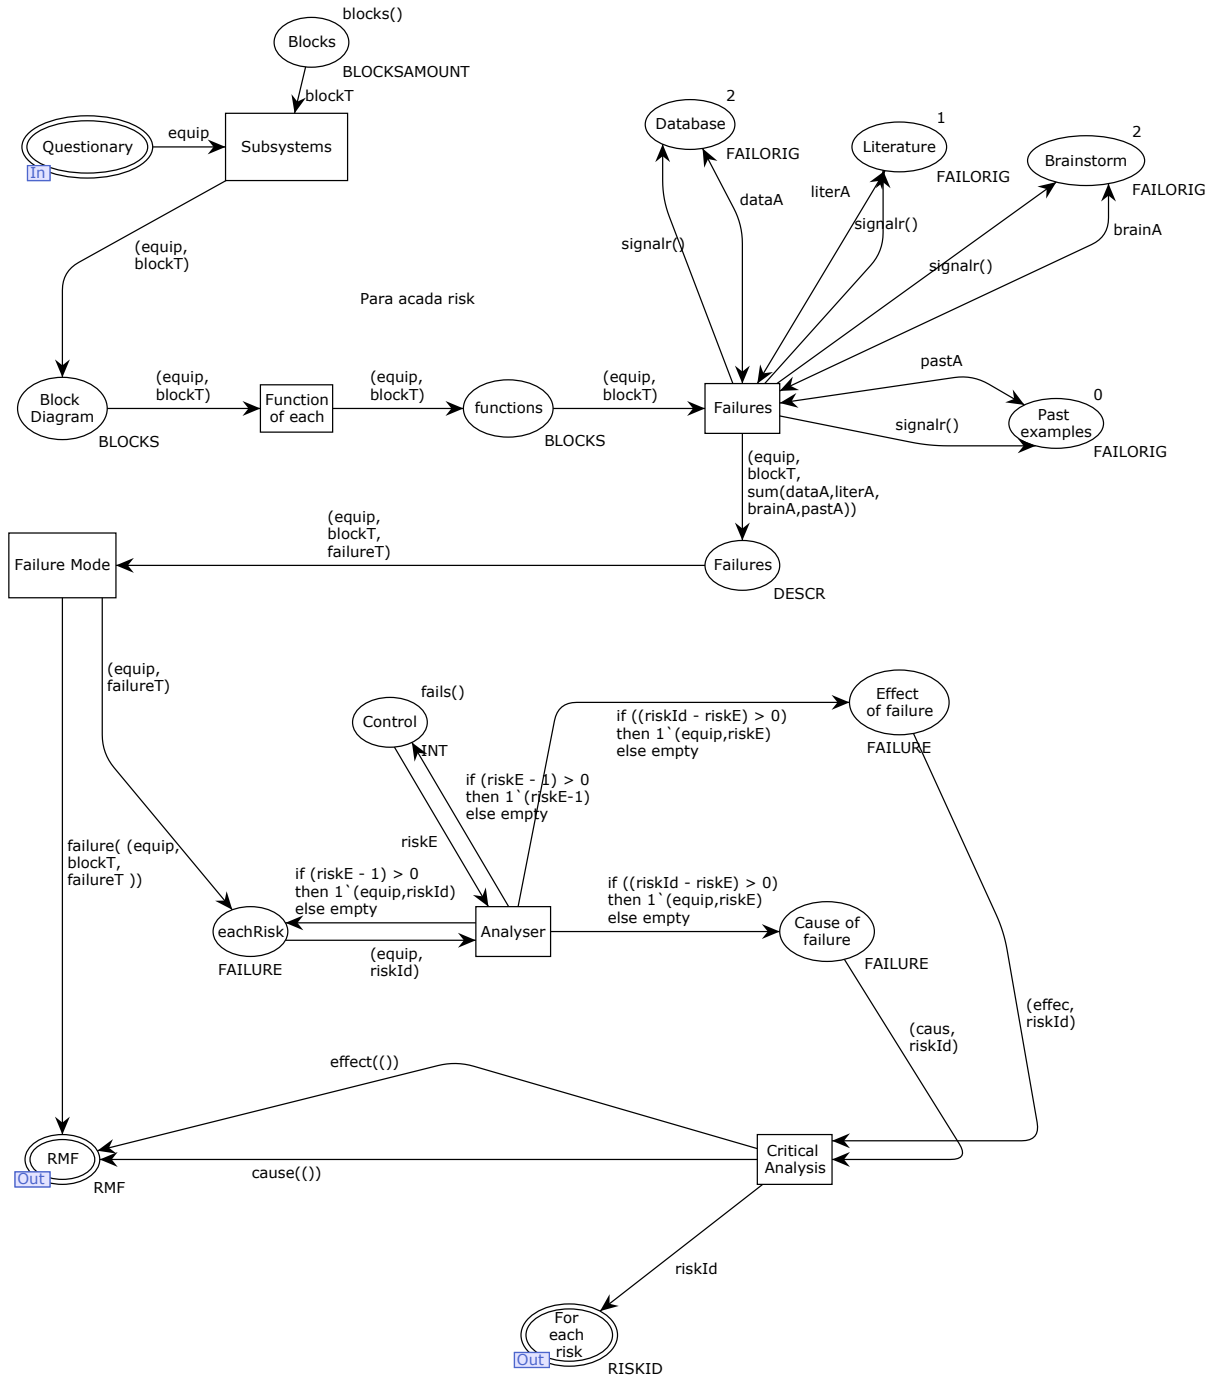 blocks()
Blocks
BLOCKSAMOUNT
blockT
Questionary
In
equip
Subsystems
(equip,
blockT)
2
Database
FAILORIG
1
Literature
FAILORIG
2
Brainstorm
FAILORIG
signalr()
dataA
literA
signalr()
signalr()
brainA
Para acada risk
Block
Diagram
BLOCKS
(equip,
blockT)
Function
of each
(equip,
blockT)
functions
BLOCKS
(equip,
blockT)
Failures
pastA
signalr()
0
Past
examples
FAILORIG
(equip,
blockT,
sum(dataA,literA,
brainA,pastA))
Failures
DESCR
(equip,
blockT,
failureT)
Failure Mode
(equip,
failureT)
failure( (equip,
blockT,
failureT ))
fails()
Control
INT
if (riskE - 1) > 0
then 1`(riskE-1)
else empty
riskE
if ((riskId - riskE) > 0)
then 1`(equip,riskE)
else empty
Effect
of failure
FAILURE
if (riskE - 1) > 0
then 1`(equip,riskId)
else empty
eachRisk
FAILURE
(equip,
riskId)
Analyser
if ((riskId - riskE) > 0)
then 1`(equip,riskE)
else empty
Cause of
failure
FAILURE
(caus,
riskId)
(effec,
riskId)
effect(())
RMF
Out
RMF
cause(())
Critical
Analysis
riskId
For
each
risk
Out
RISKID